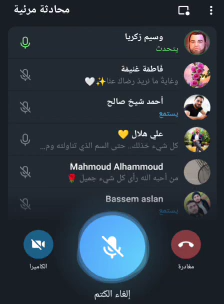 محادثة مرئية
وسيم زكريا
يتحدث
فاطمة غنيفة
وغاية ما نريد رضاك عنا✨🤍
أحمد شيخ صالح
يستمع
علي هلال 💛
كل شيء خذلك.. حتى السم الذي تناولته وم...
Mahmoud Alhammoud
من أحبه الله رأى كل شيء جميل 🌹
Bassem aslan
يستمع
الكاميرا
مغادرة
إلغاء الكتم